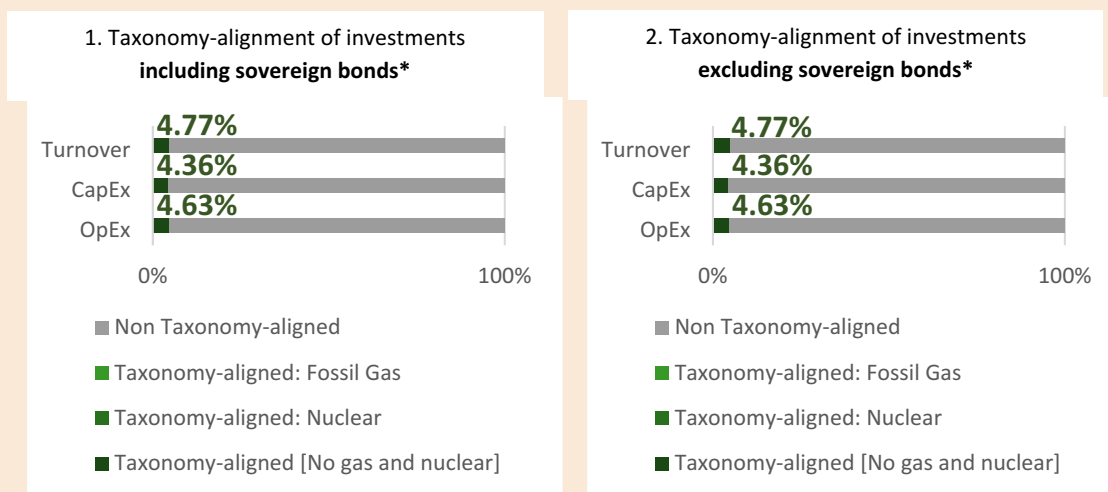 1. Taxonomy-alignment of investments
including sovereign bonds*
4.77%
Turnover
4.36%
CapEx
4.63%
OpEx
0% 100%
Non Taxonomy-aligned
Taxonomy-aligned: Fossil Gas
Taxonomy-aligned: Nuclear
Taxonomy-aligned [No gas and nuclear]
2. Taxonomy-alignment of investments
excluding sovereign bonds*
4.77%
Turnover
4.36%
CapEx
4.63%
OpEx
0% 100%
Non Taxonomy-aligned
Taxonomy-aligned: Fossil Gas
Taxonomy-aligned: Nuclear
Taxonomy-aligned [No gas and nuclear]